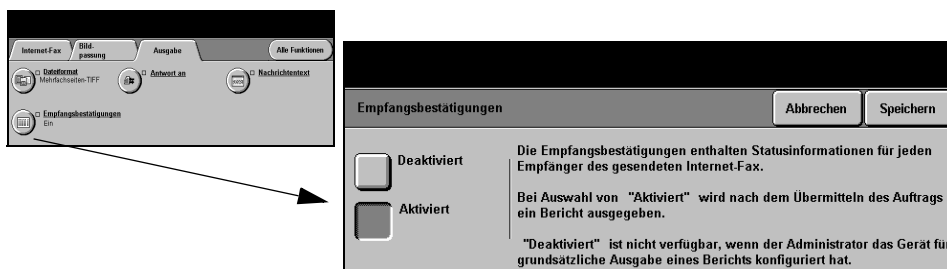 Internet-Fax
Bild-
passung
Ausgabe
Alle Funktionen
Dateiformat
Mehrfachseiten-TIFF
Antwort an
Nachrichtentext
Empfangsbestätigungen
Ein
Empfangsbestätigungen
Abbrechen
Speichern
Deaktiviert
Aktiviert
Die Empfangsbestätigungen enthalten Statusinformationen für jeden
Empfänger des gesendeten Internet-Fax.
Bei Auswahl von "Aktiviert" wird nach dem Übermitteln des Auftrags
ein Bericht ausgegeben.
"Deaktiviert" ist nicht verfügbar, wenn der Administrator das Gerät für
grundsätzliche Ausgabe eines Berichts konfiguriert hat.